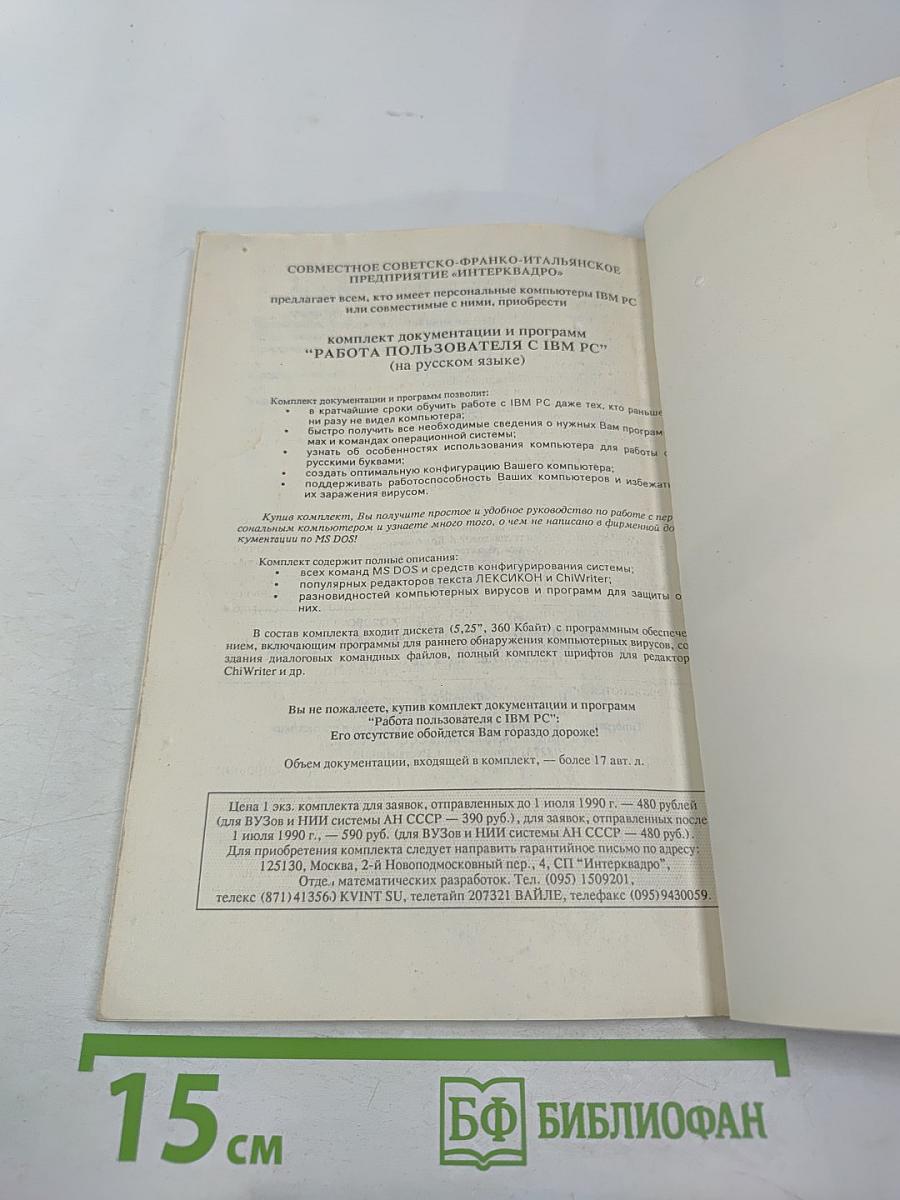 СОВМЕСТНОЕ СОВЕТСКО-ФРАНКО-ИТАЛЬЯНСКОЕ
ПРЕДПРИЯТИЕ «ИНТЕРКВАДРО»
предлагает всем, кто имеет персональные компьютеры IBM PC
или совместимые с ними, приобрести
комплект документации и программ
“РАБОТА ПОЛЬЗОВАТЕЛЯ С IBM PC”
(на русском языке)
Комплект документации и программ позволит:
• в кратчайшие сроки обучить работе с IBM PC даже тех, кто раньше
ни разу не видел компьютера;
• быстро получить все необходимые сведения о нужных Вам програм
мах и командах операционной системы;
• узнать об особенностях использования компьютера для работы с
русскими буквами;
• создать оптимальную конфигурацию Вашего компьютера;
• поддерживать работоспособность Ваших компьютеров и избежать
их заражения вирусом.
Купив комплект, Вы получите простое и удобное руководство по работе с пер
сональным компьютером и узнаете много того, о чем не написано в фирменной до
кументации по MS DOS!
Комплект содержит полные описания:
• всех команд MS DOS и средств конфигурирования системы;
• популярных редакторов текста ЛЕКСИКОН и ChiWriter;
• разновидностей компьютерных вирусов и программ для защиты о
них.
В состав комплекта входит дискета (5,25”, 360 Кбайт) с программным обеспече
нием, включающим программы для раннего обнаружения компьютерных вирусов, со
здания диалоговых командных файлов, полный комплект шрифтов для редактор
ChiWriter и др.
Вы не пожалеете, купив комплект документации и программ
“Работа пользователя с IBM PC”:
Его отсутствие обойдется Вам гораздо дороже!
Объем документации, входящей в комплект, — более 17 авт. л.
Цена 1 экз. комплекта для заявок, отправленных до 1 июля 1990 г. — 480 рублей
(для ВУЗов и НИИ системы АН СССР — 390 руб.), для заявок, отправленных после
1 июля 1990 г., — 590 руб. (для ВУЗов и НИИ системы АН СССР — 480 руб.).
Для приобретения комплекта следует направить гарантийное письмо по адресу:
125130, Москва, 2-й Новоподмосковный пер., 4, СП “Интерквадро”,
Отде., математических разработок. Тел. (095) 1509201,
телекс (871) 413560 KVINT SU, телетайп 207321 ВАЙЛЕ, телефакс (095)9430059.
15 см
БФ БИБЛИОФАН